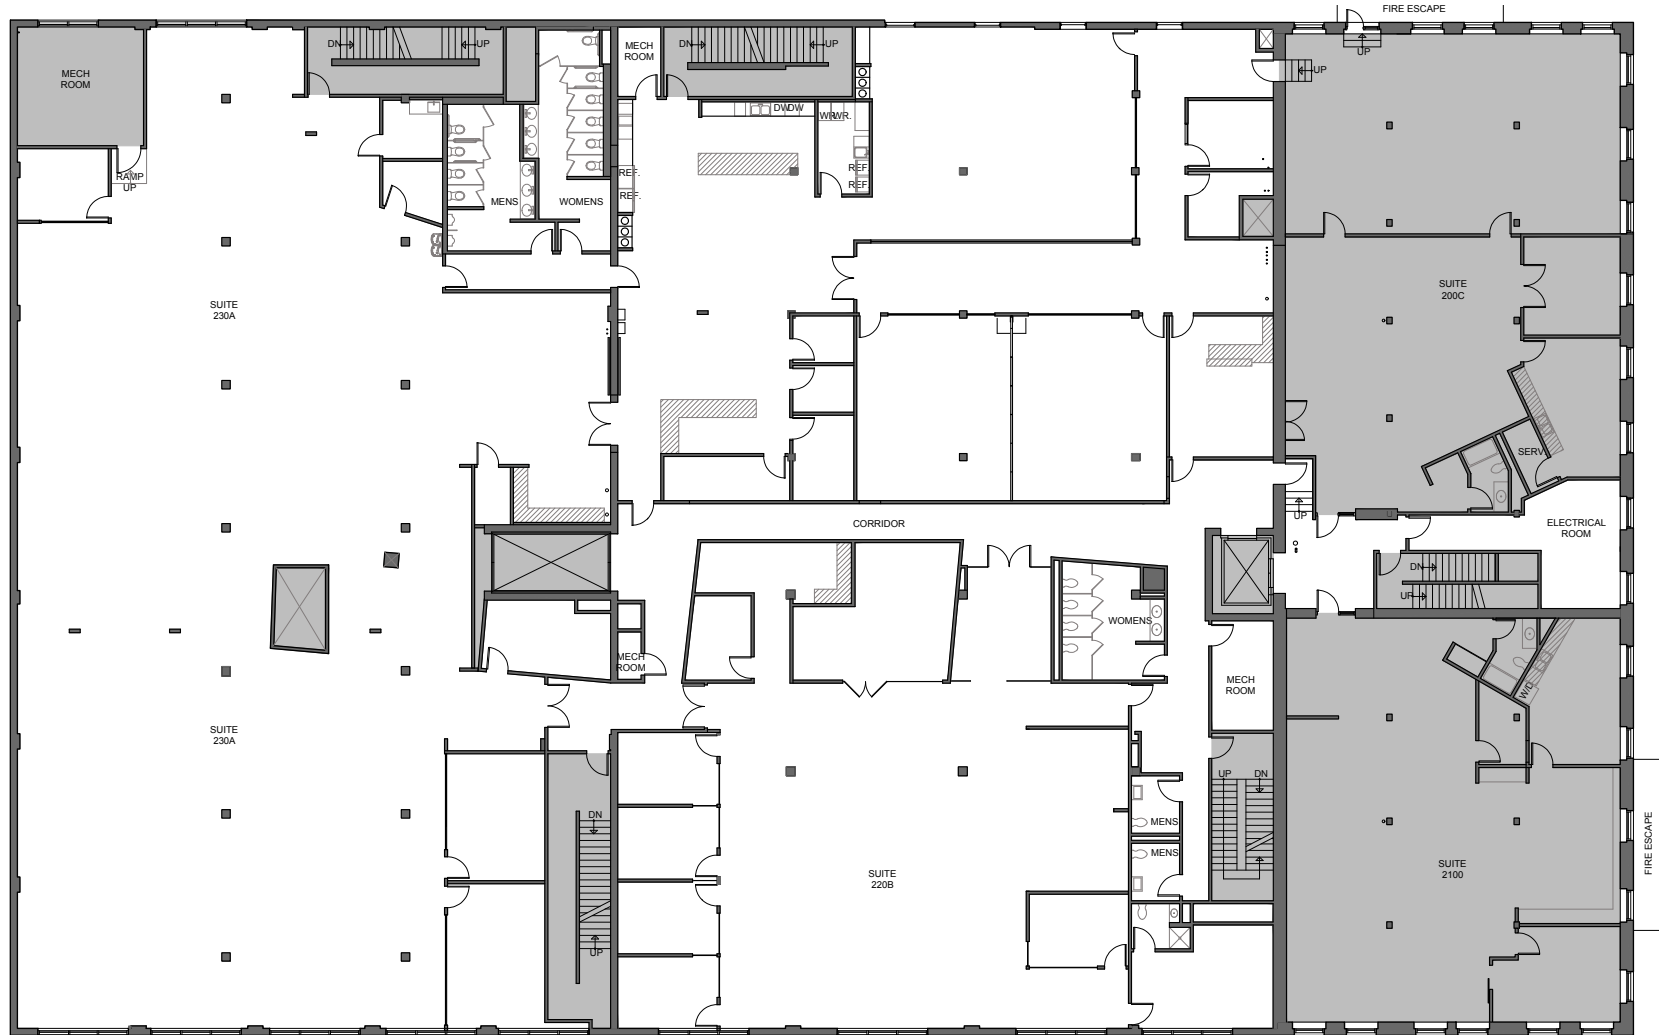 FIRE ESCAPE
DN
UP
DN
UP
UP
MECH
ROOM
MECH
ROOM
UP
DW
DW
WR.
WR.
RAMP
UP
REF.
REF.
REF.
REF.
MENS
WOMENS
SUITE
230A
SUITE
200C
SERV.
UP
CORRIDOR
ELECTRICAL
ROOM
DN
UP
WOMENS
MECH
ROOM
MECH
ROOM
W/D
SUITE
230A
UP
DN
DN
MENS
MENS
SUITE
220B
SUITE
2100
FIRE ESCAPE
UP